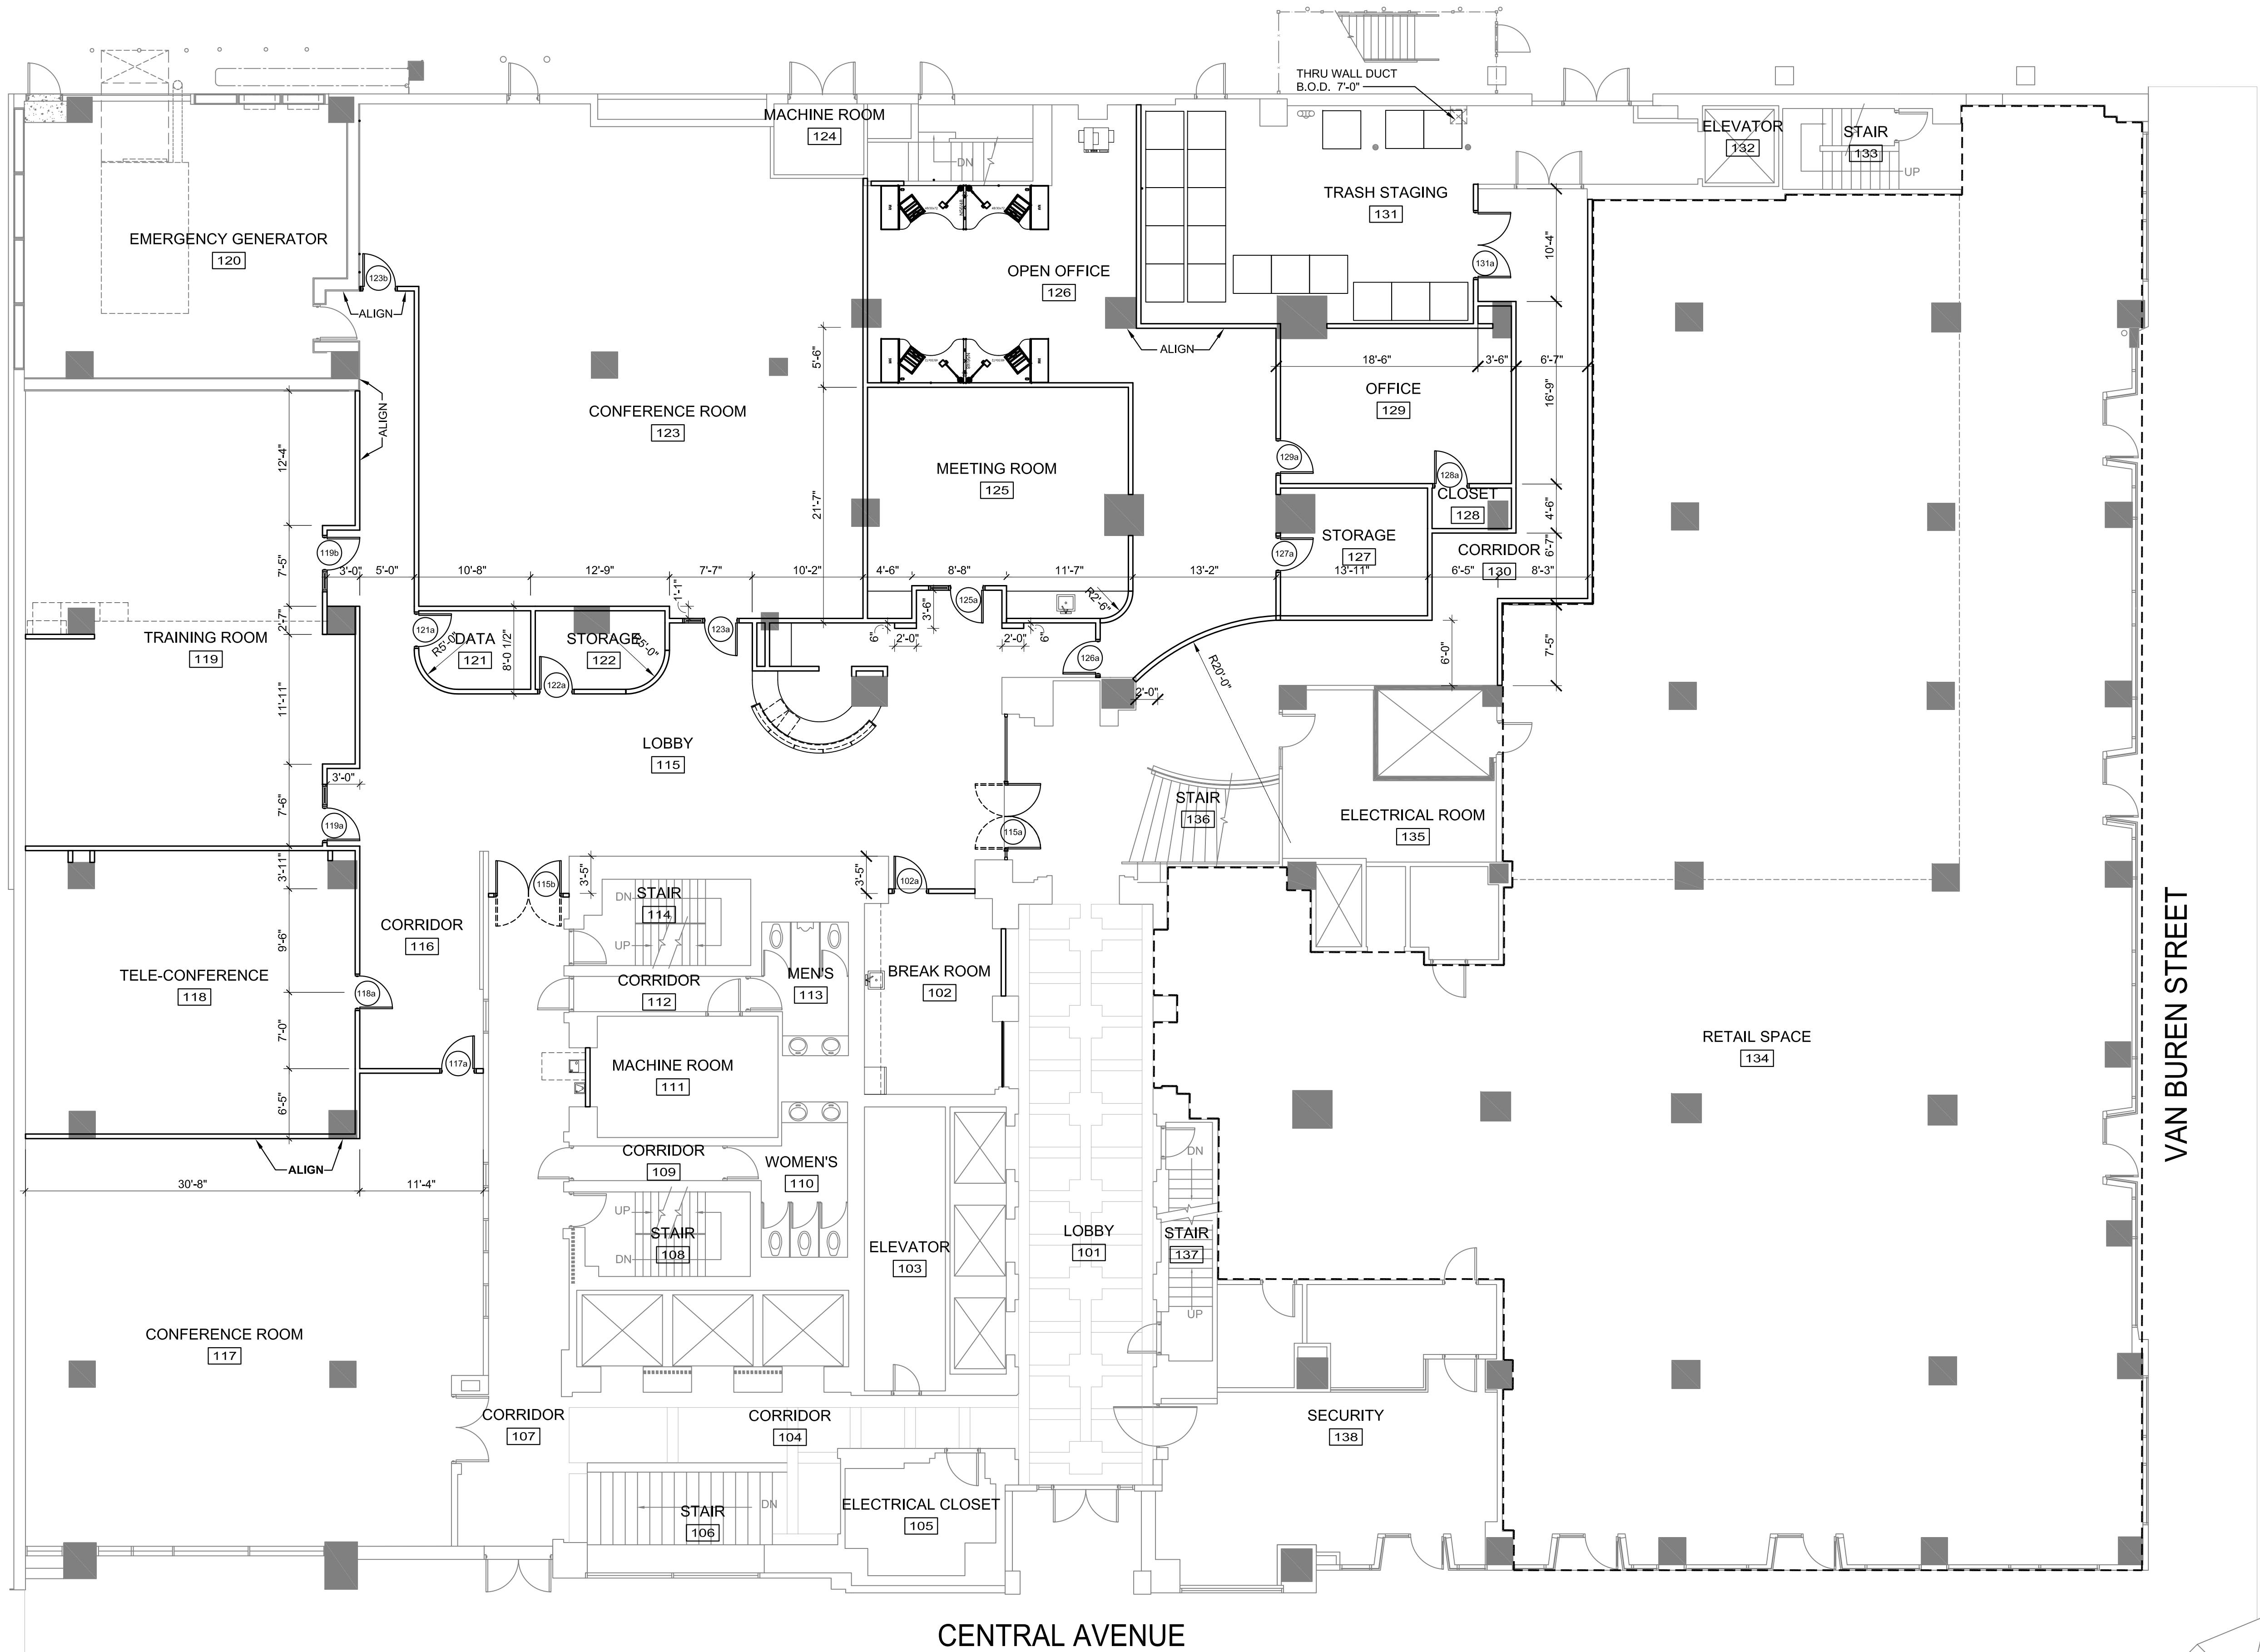 THRU WALL DUCT
B.O.D. 7'-0"
MACHINE ROOM
124
ELEVATOR
132
STAIR
133
DN
UP
TRASH STAGING
131
EMERGENCY GENERATOR
120
123b
ALIGN
OPEN OFFICE
126
131a
10'-4"
ALIGN
5'-6"
18'-6"
3'-6"
6'-7"
OFFICE
129
16'-9"
CONFERENCE ROOM
123
ALIGN
12'-4"
129a
MEETING ROOM
125
128a
CLOSET
128
21'-7"
4'-6"
STORAGE
127
127a
CORRIDOR
130
6'-7"
119b
7'-5"
3'-0"
5'-0"
10'-8"
12'-9"
7'-7"
10'-2"
4'-6"
8'-8"
11'-7"
13'-2"
13'-11"
6'-5"
8'-3"
1'-1"
125a
3'-6"
R2'-6"
2'-7"
121a
DATA
121
R5'-0"
8'-0 1/2"
STORAGE
122
R5'-0"
122a
123a
6"
2'-0"
2'-0"
6"
126a
R20'-0"
6'-0"
7'-5"
2'-0"
TRAINING ROOM
119
11'-11"
LOBBY
115
3'-0"
7'-6"
119a
115a
STAIR
136
ELECTRICAL ROOM
135
3'-11"
115b
3'-5"
3'-5"
102a
STAIR
114
DN
UP
CORRIDOR
116
9'-6"
TELE-CONFERENCE
118
118a
7'-0"
MEN'S
113
BREAK ROOM
102
CORRIDOR
112
117a
MACHINE ROOM
111
RETAIL SPACE
134
VAN BUREN STREET
6'-5"
ALIGN
30'-8"
11'-4"
CORRIDOR
109
WOMEN'S
110
UP
STAIR
108
DN
ELEVATOR
103
LOBBY
101
DN
STAIR
137
UP
CONFERENCE ROOM
117
CORRIDOR
107
CORRIDOR
104
SECURITY
138
STAIR
106
DN
ELECTRICAL CLOSET
105
CENTRAL AVENUE